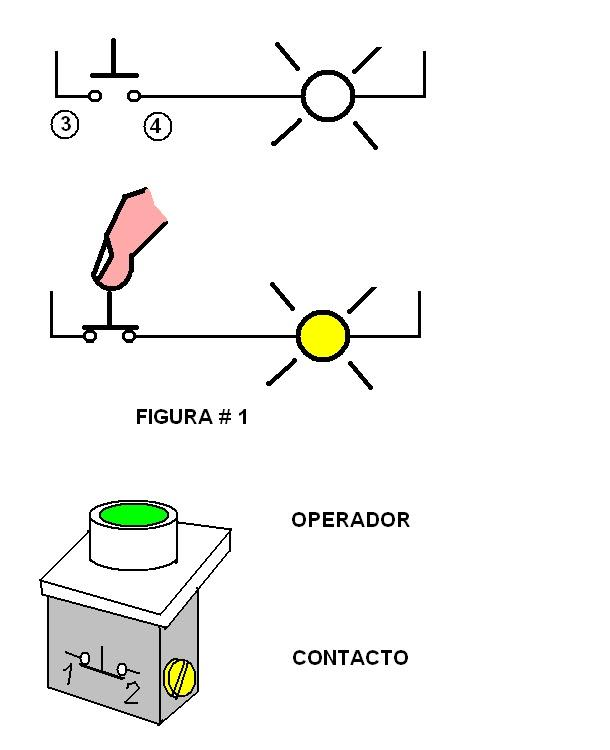 3 4
FIGURA # 1
OPERADOR
CONTACTO
1 2